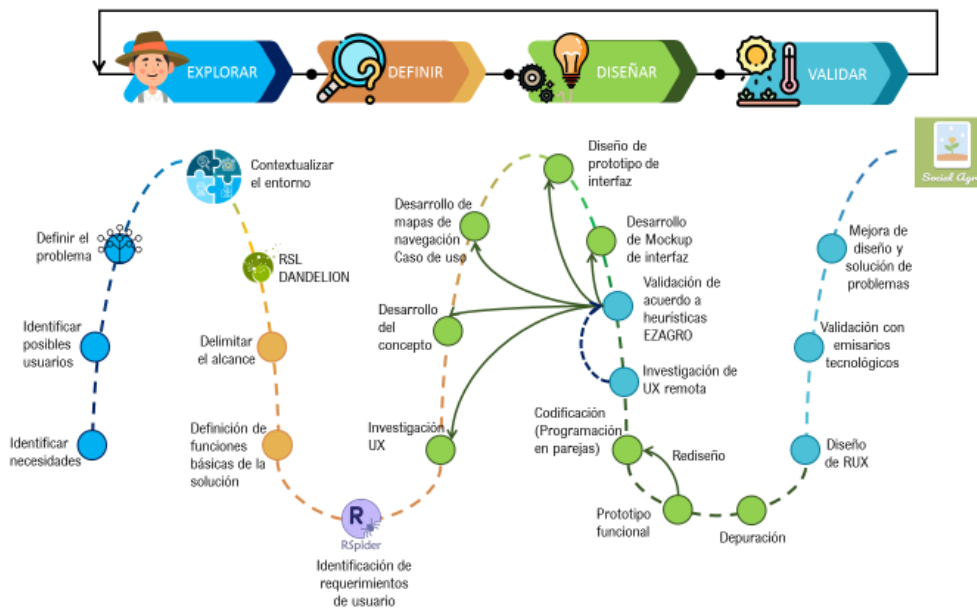 EXPLORAR
DEFINIR
DISEÑAR
VALIDAR
Contextualizar
el entorno
Definir el
problema
Identificar
posibles
usuarios
Identificar
necesidades
RSL
DANDELION
Delimitar
el alcance
Definición de
funciones
básicas de la
solución
R
RSpider
Identificación de
requerimientos
de usuario
Investigación
UX
Desarrollo
del
concepto
Desarrollo de
mapas de
navegación
Caso de uso
Diseño de
prototipo de
interfaz
Desarrollo
de Mockup
de interfaz
Validación de
acuerdo a
heurísticas
EZAGRO
Investigación de
UX remota
Codificación
(Programación
en parejas)
Rediseño
Prototipo
funcional
Depuración
Diseño
de RUX
Validación con
emisarios
tecnológicos
Mejora de
diseño y
solución de
problemas
Social Agro